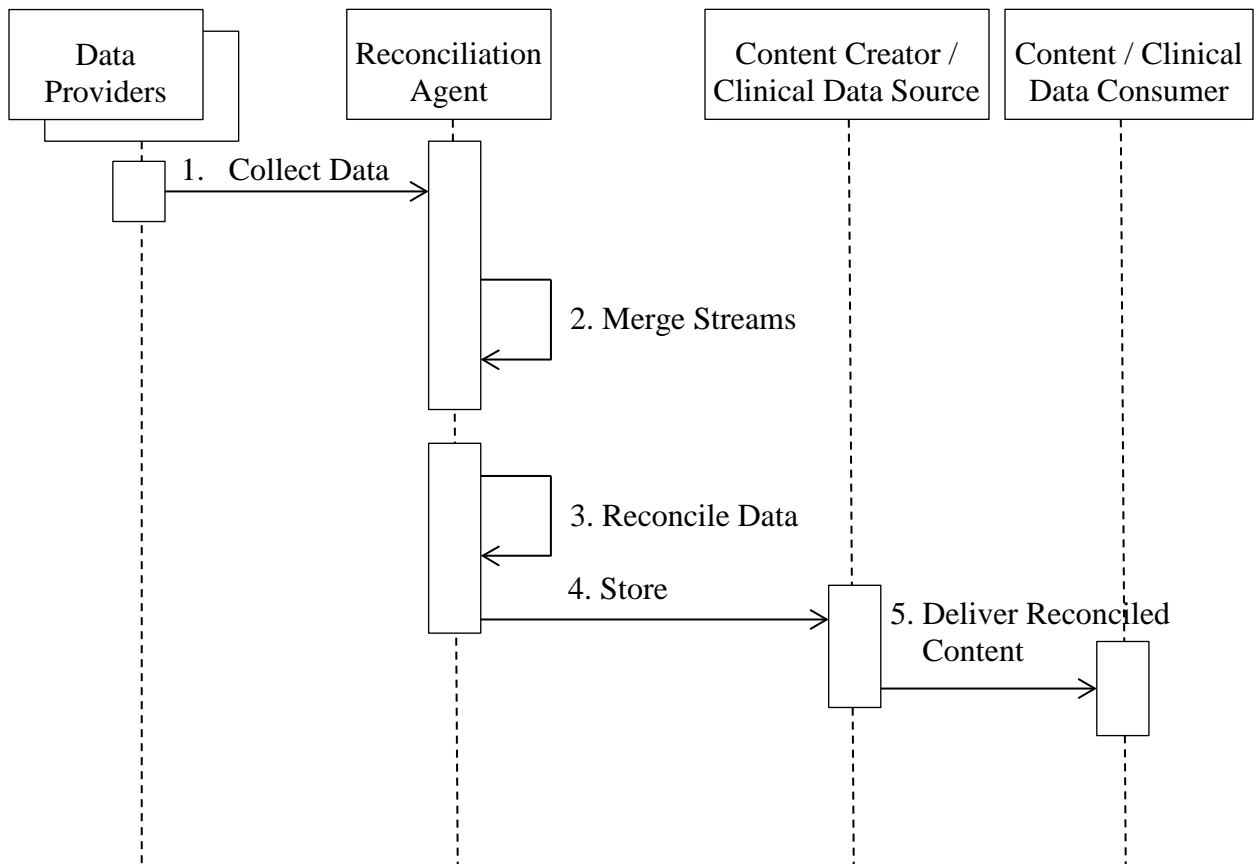 Data
Providers
Reconciliation
Agent
Content Creator /
Clinical Data Source
Content / Clinical
Data Consumer
1. Collect Data
2. Merge Streams
3. Reconcile Data
4. Store
5. Deliver Reconciled
Content